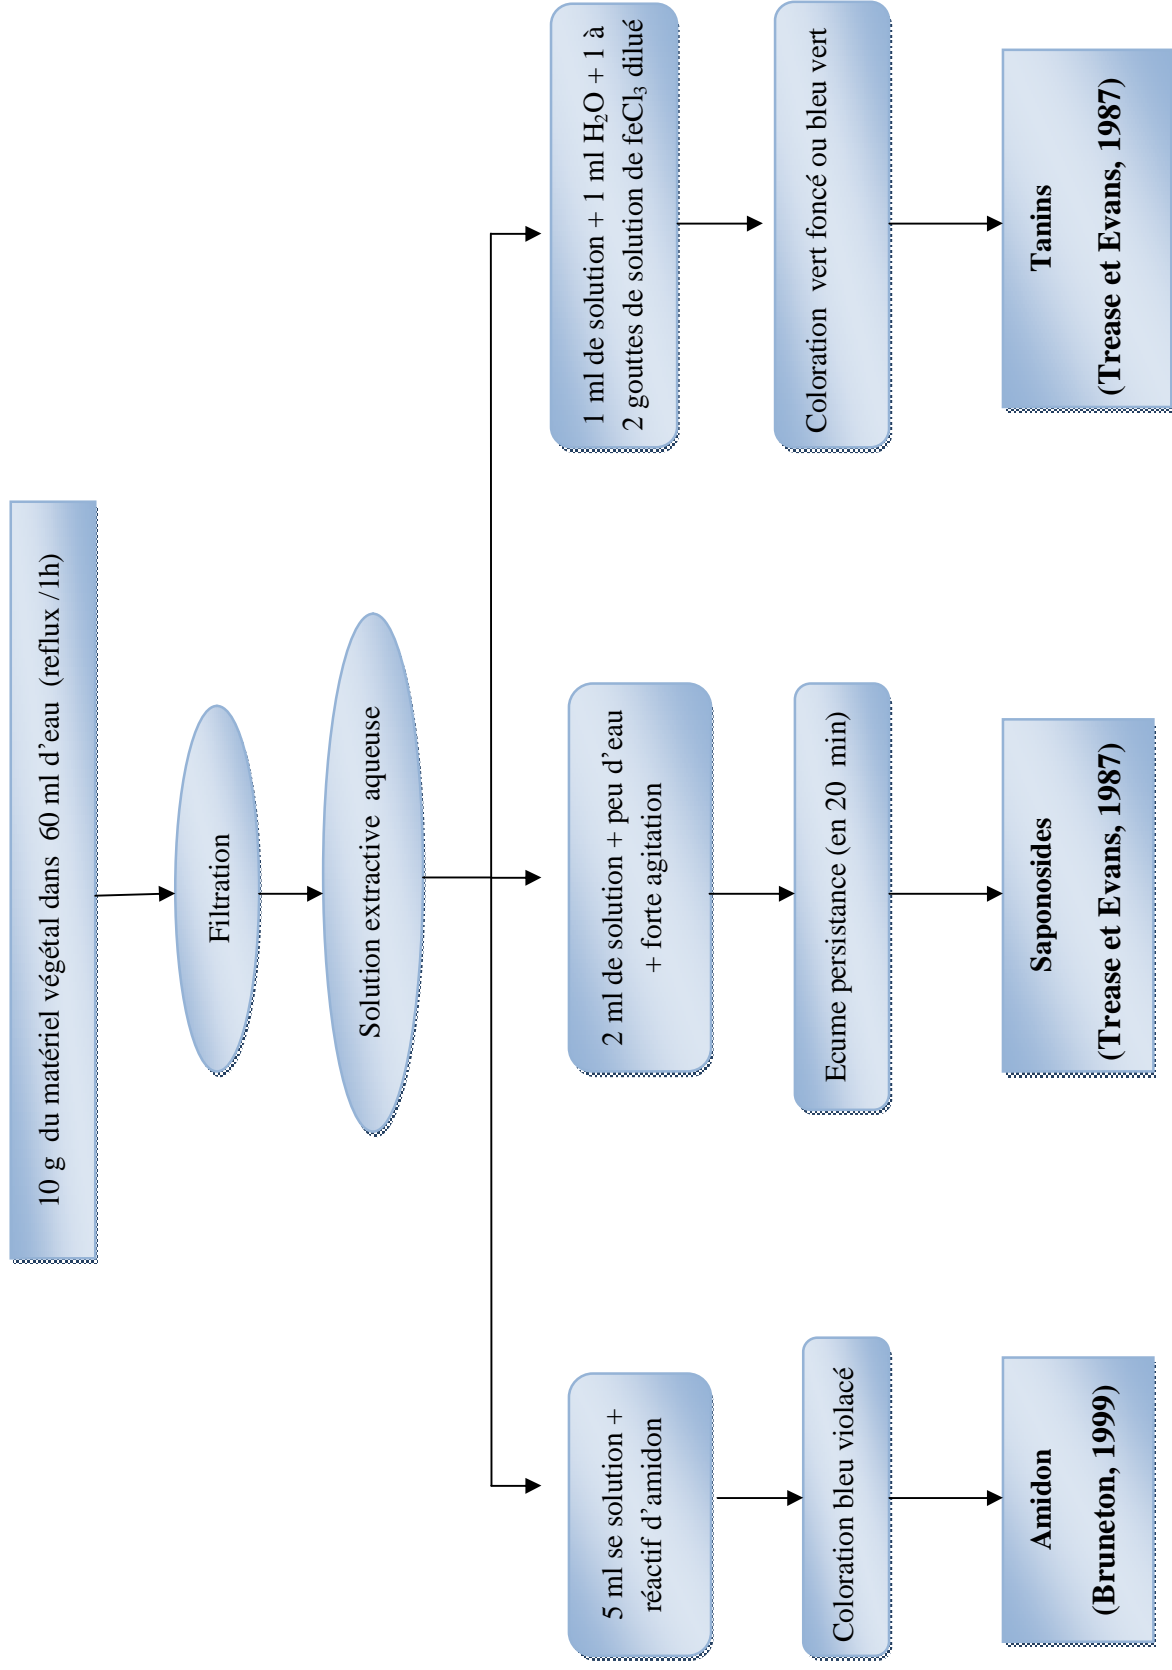 10 g du matériel végétal dans 60 ml d’eau (reflux /1h)
Filtration
Solution extractive aqueuse
5 ml se solution +
réactif d’amidon
Coloration bleu violacé
Amidon
(Bruneton, 1999)
2 ml de solution + peu d’eau
+ forte agitation
Ecume persistance (en 20 min)
Saponosides
(Trease et Evans, 1987)
1 ml de solution + 1 ml H₂O + 1 à
2 gouttes de solution de feCl₃ dilué
Coloration vert foncé ou bleu vert
Tanins
(Trease et Evans, 1987)